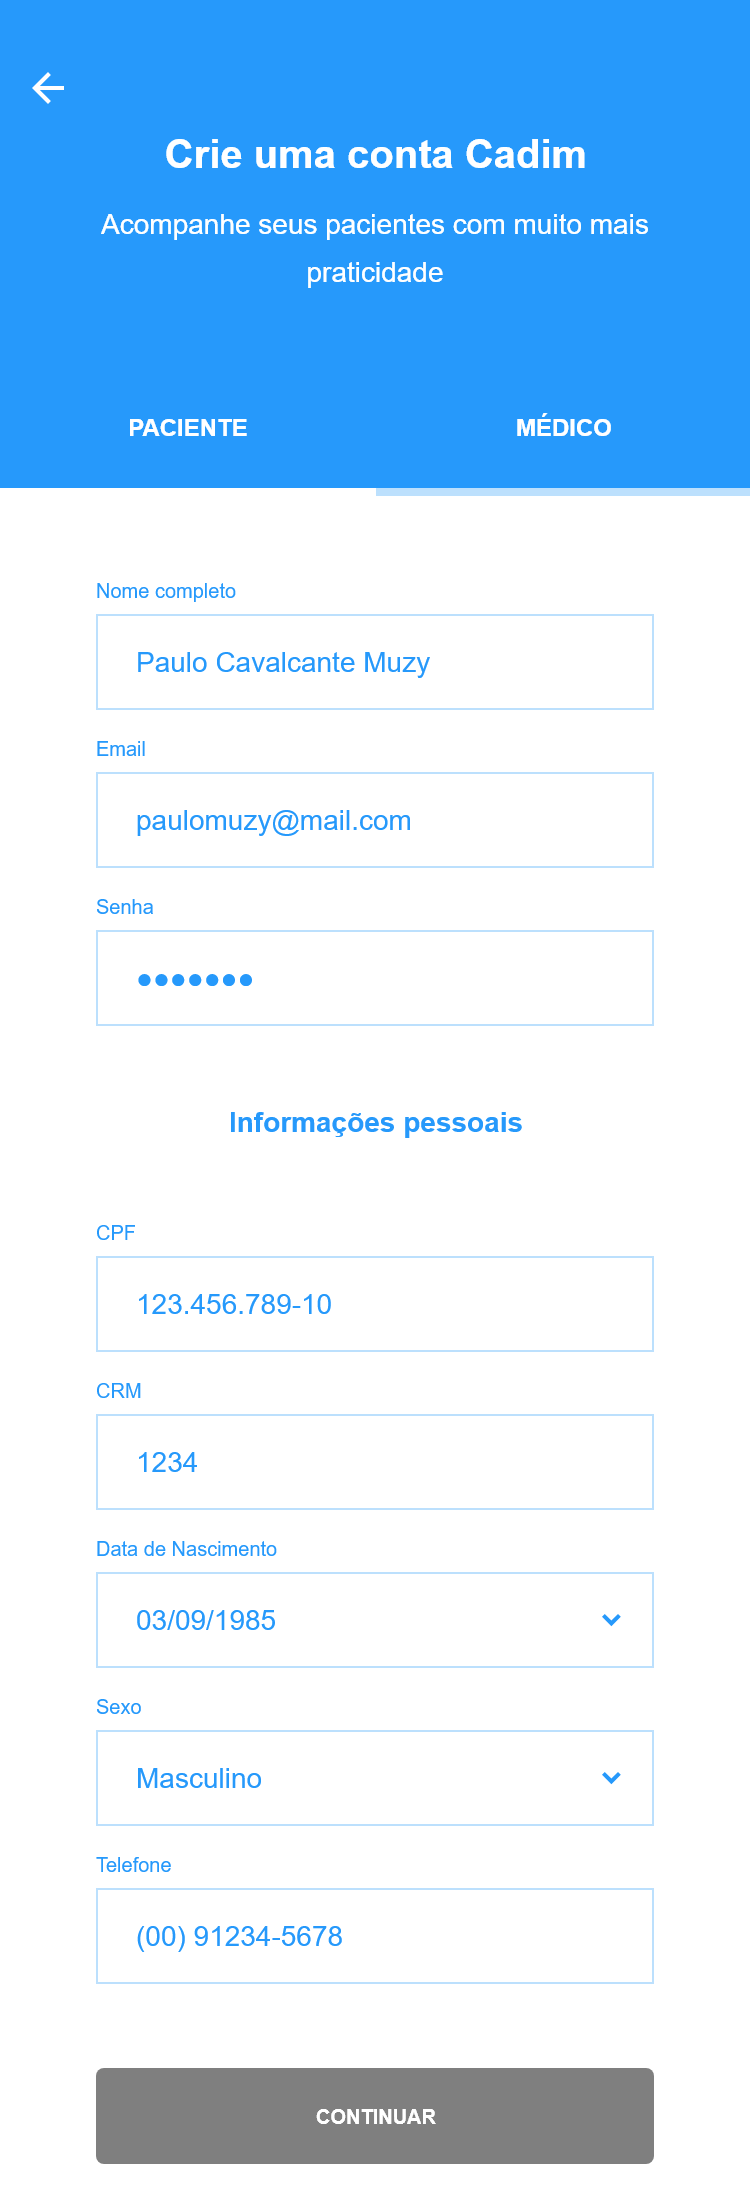 Crie uma conta Cadim
Acompanhe seus pacientes com muito mais
praticidade
PACIENTE
MÉDICO
Nome completo
Paulo Cavalcante Muzy
Email
paulomuzy@mail.com
Senha
•••••••
Informações pessoais
CPF
123.456.789-10
CRM
1234
Data de Nascimento
03/09/1985
Sexo
Masculino
Telefone
(00) 91234-5678
CONTINUAR